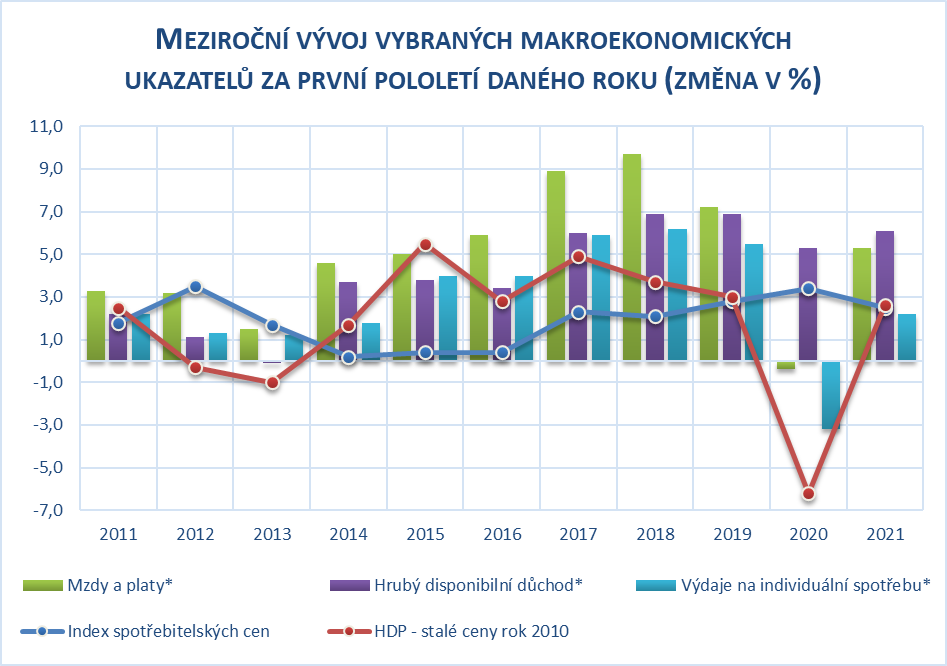 MEZIROČNÍ VÝVOJ VYBRANÝCH MAKROEKONOMICKÝCH
UKAZATELŮ ZA PRVNÍ POLOLETÍ DANÉHO ROKU (ZMĚNA V %)
11,0
9,0
7,0
5,0
3,0
1,0
-1,0
-3,0
-5,0
-7,0
2011 2012 2013 2014 2015 2016 2017 2018 2019 2020 2021
Mzdy a platy* Hrubý disponibilní důchod* Výdaje na individuální spotřebu*
Index spotřebitelských cen HDP - stalé ceny rok 2010